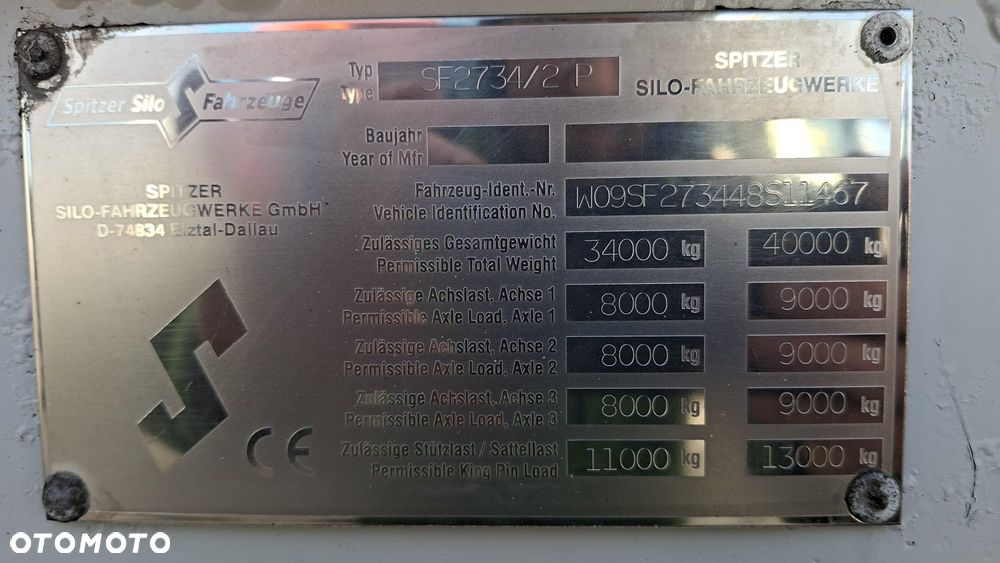 Spitzer Silo Fahrzeuge
Typ
Type
SF2734/2 P
SPITZER
SILO-FAHRZEUGWERKE
Baujahr
Year of Mfr
SPITZER
SILO-FAHRZEUGWERKE GmbH
D-74834 Elztal-Dallau
Fahrzeug-Ident.-Nr.
Vehicle Identification No.
W09SF273448S11467
Zulässiges Gesamtgewicht
Permissible Total Weight
34000 kg 40000 kg
Zulässige Achslast, Achse 1
Permissible Axle Load, Axle 1
8000 kg 9000 kg
Zulässige Achslast, Achse 2
Permissible Axle Load, Axle 2
8000 kg 9000 kg
Zulässige Achslast, Achse 3
Permissible Axle Load, Axle 3
8000 kg 9000 kg
Zulässige Stützlast / Sattellast
Permissible King Pin Load
11000 kg 13000 kg
CE
OTOMOTO